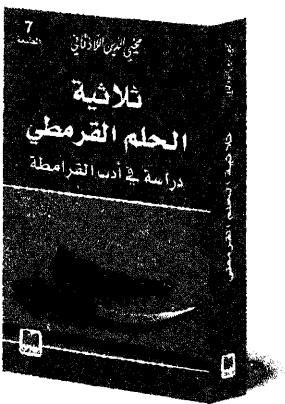 7
محيي الدين اللاذقاني
ثلاثية
الحلم القرمطي
دراسة في أدب القرامطة
ثلاثية الحلم القرمطي